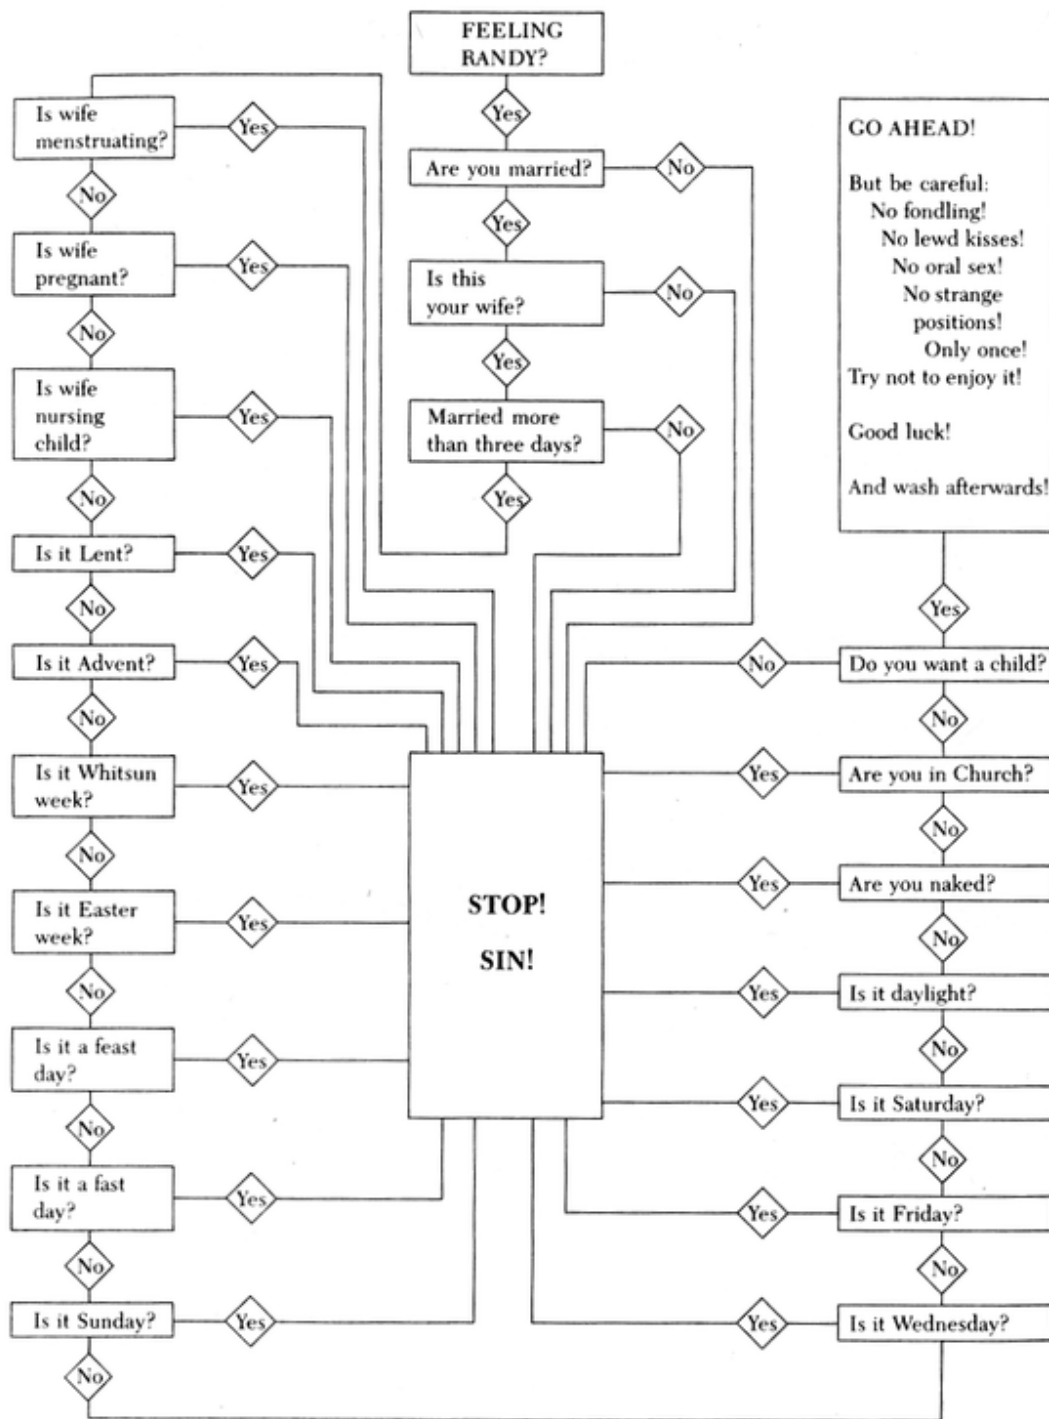 FEELING
RANDY?
Yes
Are you married?
No
Yes
Is this
your wife?
No
Yes
Married more
than three days?
No
Yes
Is wife
menstruating?
Yes
No
Is wife
pregnant?
Yes
No
Is wife
nursing
child?
Yes
No
Is it Lent?
Yes
No
Is it Advent?
Yes
No
Is it Whitsun
week?
Yes
No
Is it Easter
week?
Yes
No
Is it a feast
day?
Yes
No
Is it a fast
day?
Yes
No
Is it Sunday?
Yes
No
STOP!
SIN!
GO AHEAD!
But be careful:
No fondling!
No lewd kisses!
No oral sex!
No strange
positions!
Only once!
Try not to enjoy it!
Good luck!
And wash afterwards!
Yes
No
Do you want a child?
No
Yes
Are you in Church?
No
Yes
Are you naked?
No
Yes
Is it daylight?
No
Yes
Is it Saturday?
No
Yes
Is it Friday?
No
Yes
Is it Wednesday?